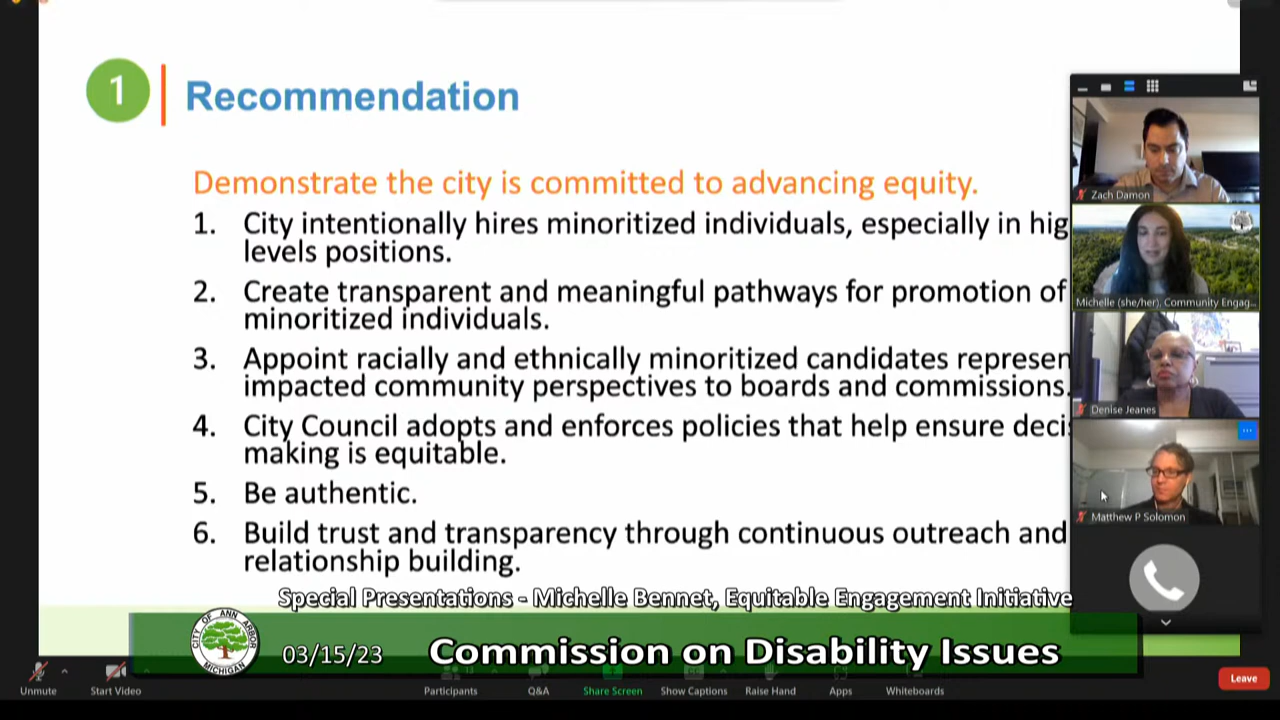 1
Recommendation
Demonstrate the city is committed to advancing equity.
1. City intentionally hires minoritized individuals, especially in hig
levels positions.
2. Create transparent and meaningful pathways for promotion of
minoritized individuals.
3. Appoint racially and ethnically minoritized candidates represen
impacted community perspectives to boards and commissions.
4. City Council adopts and enforces policies that help ensure deci
making is equitable.
5. Be authentic.
6. Build trust and transparency through continuous outreach and
relationship building.
Zach Damon
Michelle (she/her), Community Engag...
Denise Jeanes
Matthew P Solomon
Special Presentations - Michelle Bennet, Equitable Engagement Initiative
CITY OF ANN ARBOR
MICHIGAN
03/15/23
Commission on Disability Issues
Unmute
Start Video
Participants
Q&A
Share Screen
Show Captions
Raise Hand
Apps
Whiteboards
Leave